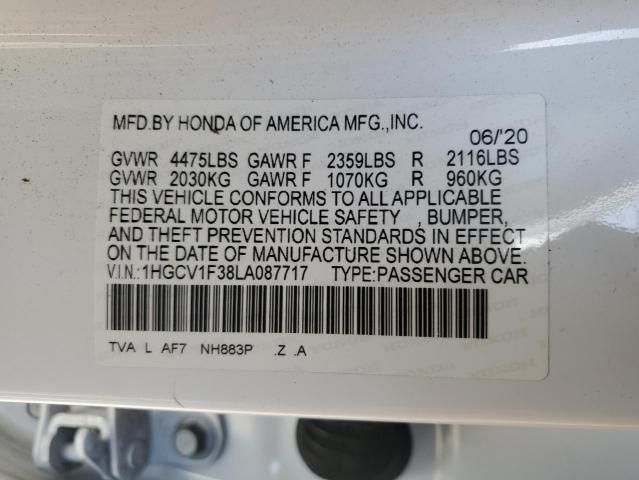 MFD.BY HONDA OF AMERICA MFG.,INC.
06/'20
GVWR 4475LBS GAWR F 2359LBS R 2116LBS
GVWR 2030KG GAWR F 1070KG R 960KG
THIS VEHICLE CONFORMS TO ALL APPLICABLE
FEDERAL MOTOR VEHICLE SAFETY , BUMPER,
AND THEFT PREVENTION STANDARDS IN EFFECT
ON THE DATE OF MANUFACTURE SHOWN ABOVE.
V.I.N.:1HGCV1F38LA087717 TYPE:PASSENGER CAR
TVA L AF7 NH883P .Z .A